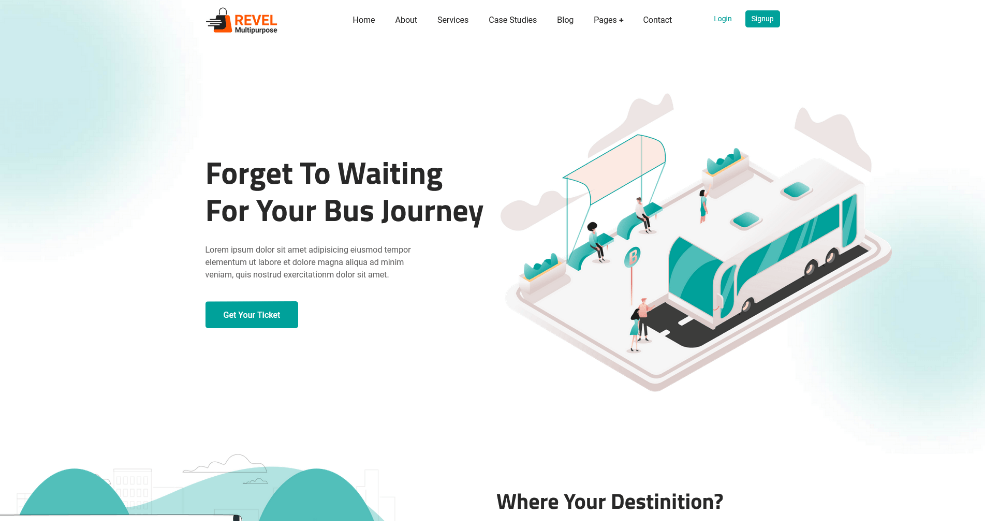 REVEL
Multipurpose
Home About Services Case Studies Blog Pages + Contact Login Signup
Forget To Waiting
For Your Bus Journey
Lorem ipsum dolor sit amet adipisicing eiusmod tempor
elementum ut labore et dolore magna aliqua ad minim
veniam, quis nostrud exercitationm dolor sit amet.
Get Your Ticket
B
Where Your Destinition?